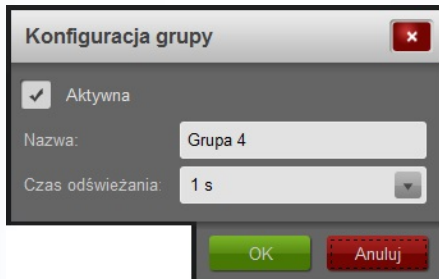 Konfiguracja grupy
Aktywna
Nazwa: Grupa 4
Czas odświeżania: 1 s
OK Anuluj